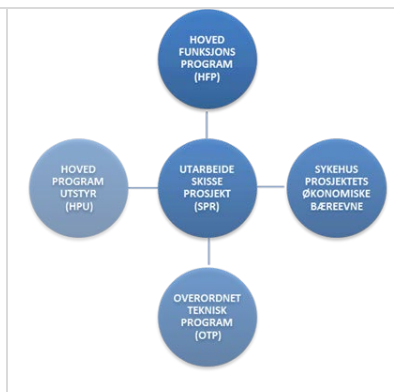 HOVED
FUNKSJONS
PROGRAM
(HFP)
HOVED
PROGRAM
UTSTYR
(HPU)
UTARBEIDE
SKISSE
PROSJEKT
(SPR)
SYKEHUS
PROSJEKTETS
ØKONOMISKE
BÆREEVNE
OVERORDNET
TEKNISK
PROGRAM
(OTP)